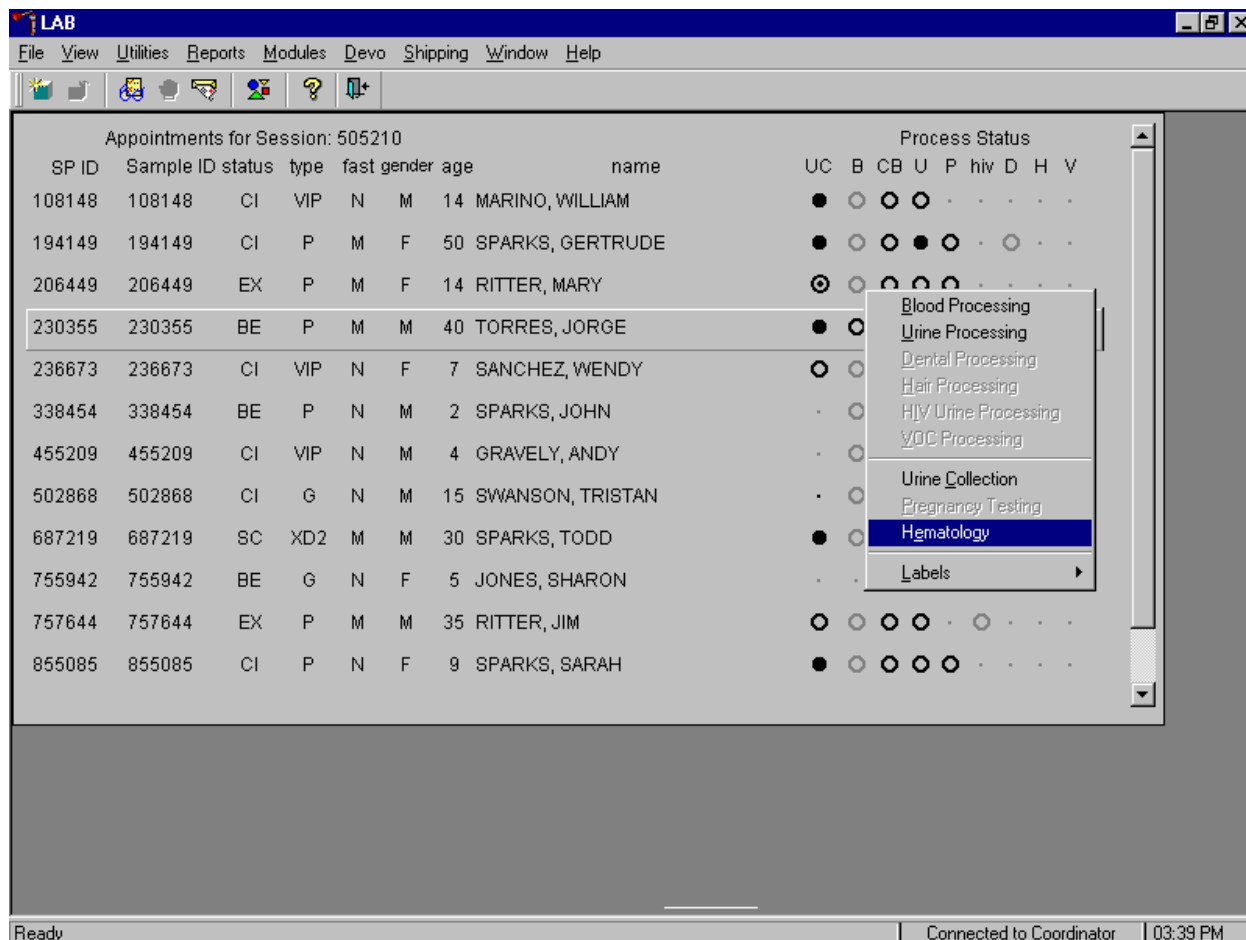 LAB
File View Utilities Reports Modules Devo Shipping Window Help
Appointments for Session: 505210 Process Status
SP ID Sample ID status type fast gender age name UC B CB U P hiv D H V
108148 108148 CI VIP N M 14 MARINO, WILLIAM
194149 194149 CI P M F 50 SPARKS, GERTRUDE
206449 206449 EX P M F 14 RITTER, MARY
230355 230355 BE P M M 40 TORRES, JORGE
236673 236673 CI VIP N F 7 SANCHEZ, WENDY
338454 338454 BE P N M 2 SPARKS, JOHN
455209 455209 CI VIP N M 4 GRAVELY, ANDY
502868 502868 CI G N M 15 SWANSON, TRISTAN
687219 687219 SC XD2 M M 30 SPARKS, TODD
755942 755942 BE G N F 5 JONES, SHARON
757644 757644 EX P M M 35 RITTER, JIM
855085 855085 CI P N F 9 SPARKS, SARAH
Blood Processing
Urine Processing
Dental Processing
Hair Processing
HIV Urine Processing
VOC Processing
Urine Collection
Pregnancy Testing
Hematology
Labels
Ready Connected to Coordinator 03:39 PM